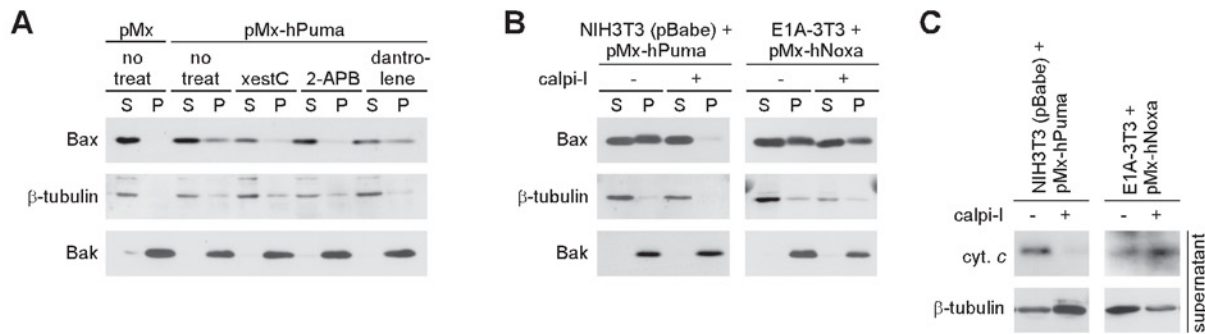 A
pMx pMx-hPuma
no treat no treat xestC 2-APB dantro-lene
S P S P S P S P S P
Bax
β-tubulin
Bak
B
NIH3T3 (pBabe) + pMx-hPuma E1A-3T3 + pMx-hNoxa
calpi-I - + - +
S P S P S P S P
Bax
β-tubulin
Bak
C
NIH3T3 (pBabe) +
pMx-hPuma
E1A-3T3 +
pMx-hNoxa
calpi-I - + - +
cyt. c
β-tubulin
supernatant